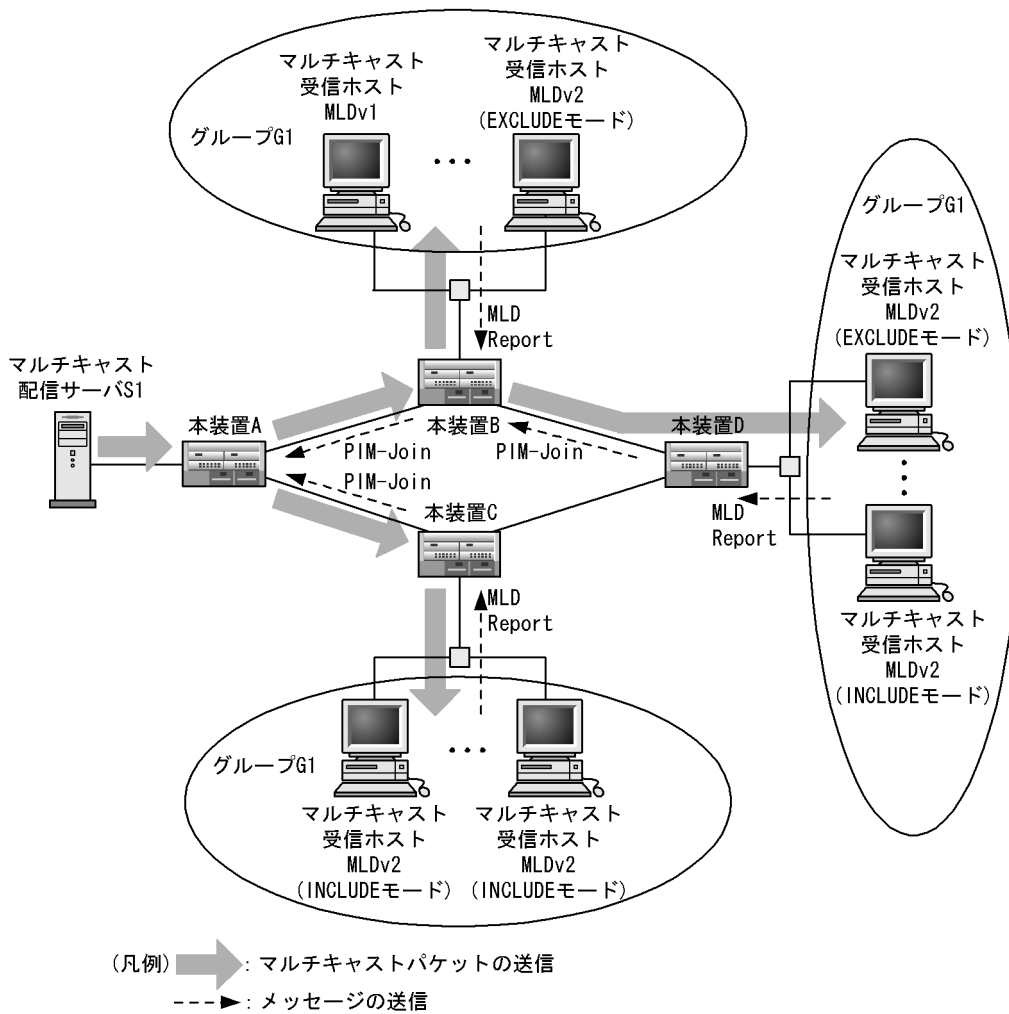 マルチキャスト
受信ホスト
MLDv1
マルチキャスト
受信ホスト
MLDv2
(EXCLUDEモード)
グループG1
MLD
Report
グループG1
マルチキャスト
受信ホスト
MLDv2
(EXCLUDEモード)
マルチキャスト
配信サーバS1
本装置A
本装置B
本装置D
PIM-Join
PIM-Join
PIM-Join
本装置C
MLD
Report
MLD
Report
マルチキャスト
受信ホスト
MLDv2
(INCLUDEモード)
グループG1
マルチキャスト
受信ホスト
MLDv2
(INCLUDEモード)
マルチキャスト
受信ホスト
MLDv2
(INCLUDEモード)
(凡例)
：マルチキャストパケットの送信
：メッセージの送信